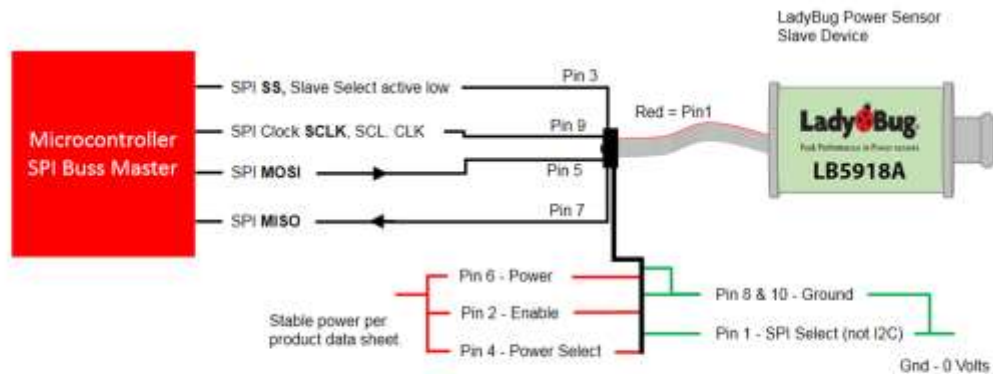 LadyBug Power Sensor
Slave Device
Microcontroller
SPI Buss Master
SPI SS, Slave Select active low
Pin 3
SPI Clock SCLK, SCL. CLK
Pin 9
SPI MOSI
Pin 5
SPI MISO
Pin 7
Red = Pin1
LadyBug
Peak Performance in Power sensors
LB5918A
Stable power per
product data sheet
Pin 6 - Power
Pin 2 - Enable
Pin 4 - Power Select
Pin 8 & 10 - Ground
Pin 1 - SPI Select (not I2C)
Gnd - 0 Volts